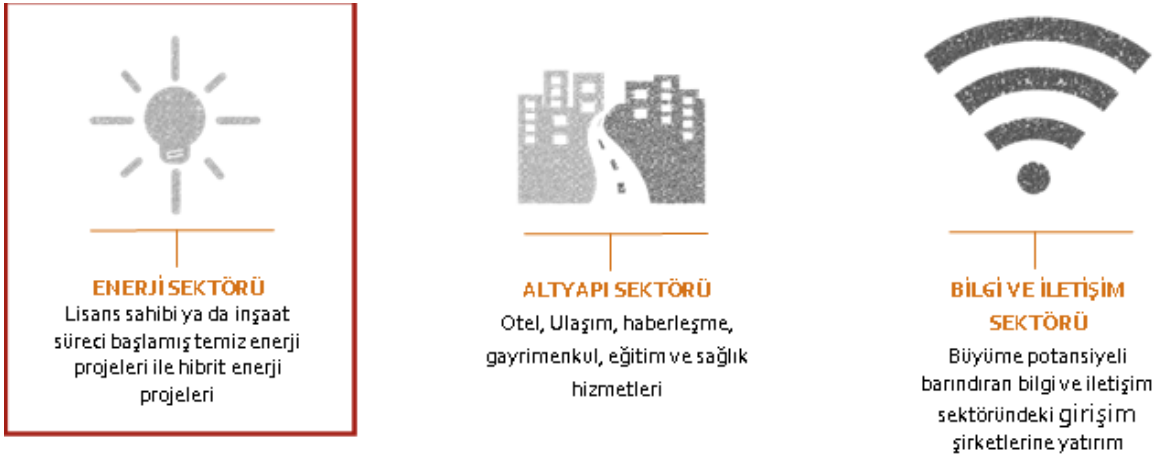 ENERJİ SEKTÖRÜ
Lisans sahibi ya da inşaat
süreci başlamış temiz enerji
projeleri ile hibrit enerji
projeleri
ALTYAPI SEKTÖRÜ
Otel, Ulaşım, haberleşme,
gayrimenkul, eğitim ve sağlık
hizmetleri
BİLGİ VE İLETİŞİM
SEKTÖRÜ
Büyüme potansiyeli
barındıran bilgi ve iletişim
sektöründeki girişim
şirketlerine yatırım